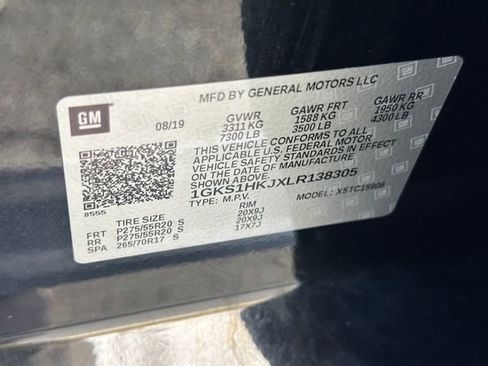 MFD BY GENERAL MOTORS LLC
GM
08/19 GVWR GAWR FRT GAWR RR
3311 KG 1588 KG 1950 KG
7300 LB 3500 LB 4300 LB
THIS VEHICLE CONFORMS TO ALL
APPLICABLE U.S. FEDERAL MOTOR
VEHICLE SAFETY STANDARDS IN EFFECT
ON THE DATE OF MANUFACTURE
SHOWN ABOVE
1GKS1HKJXLR138305
8555 TYPE: M.P.V. MODEL:
TIRE SIZE RIM
FRT P275/55R20 S 20X9J
RR P275/55R20 S 20X9J
SPA 265/70R17 S 17X7J